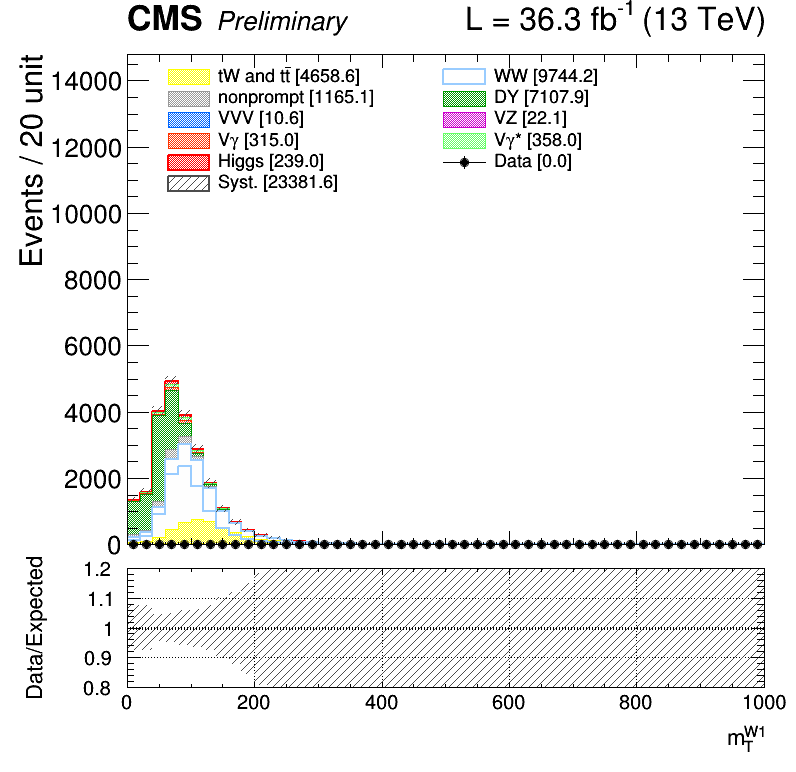 CMS Preliminary L = 36.3 fb⁻¹ (13 TeV)
Events / 20 unit
14000
12000
10000
8000
6000
4000
2000
0
tW and tt̄ [4658.6]
nonprompt [1165.1]
VVV [10.6]
Vγ [315.0]
Higgs [239.0]
Syst. [23381.6]
WW [9744.2]
DY [7107.9]
VZ [22.1]
Vγ* [358.0]
Data [0.0]
Data/Expected
1.2
1.1
1
0.9
0.8
0 200 400 600 800 1000
m_T^W1